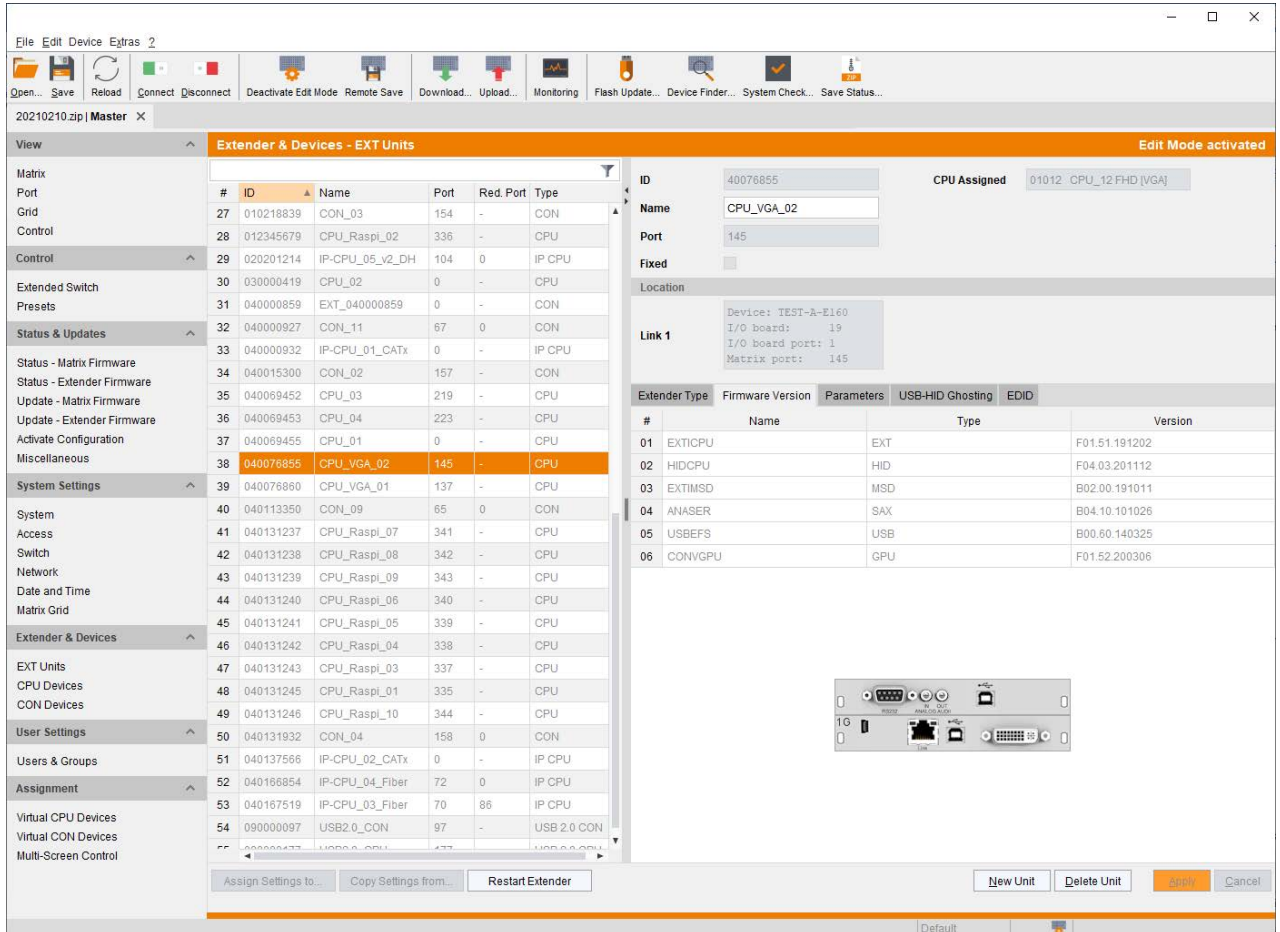 File Edit Device Extras ?
Open... Save Reload Connect Disconnect Deactivate Edit Mode Remote Save Download... Upload... Monitoring Flash Update... Device Finder... System Check... Save Status...
20210210.zip | Master
View
Matrix
Port
Grid
Control
Control
Extended Switch
Presets
Status & Updates
Status - Matrix Firmware
Status - Extender Firmware
Update - Matrix Firmware
Update - Extender Firmware
Activate Configuration
Miscellaneous
System Settings
System
Access
Switch
Network
Date and Time
Matrix Grid
Extender & Devices
EXT Units
CPU Devices
CON Devices
User Settings
Users & Groups
Assignment
Virtual CPU Devices
Virtual CON Devices
Multi-Screen Control
Extender & Devices - EXT Units Edit Mode activated
# ID Name Port Red. Port Type
27 010218839 CON_03 154 - CON
28 012345679 CPU_Raspi_02 336 - CPU
29 020201214 IP-CPU_05_v2_DH 104 0 IP CPU
30 030000419 CPU_02 0 - CPU
31 040000859 EXT_040000859 0 - CON
32 040000927 CON_11 67 0 CON
33 040000932 IP-CPU_01_CATx 0 - IP CPU
34 040015300 CON_02 157 - CON
35 040069452 CPU_03 219 - CPU
36 040069453 CPU_04 223 - CPU
37 040069455 CPU_01 0 - CPU
38 040076855 CPU_VGA_02 145 - CPU
39 040076860 CPU_VGA_01 137 - CPU
40 040113350 CON_09 65 0 CON
41 040131237 CPU_Raspi_07 341 - CPU
42 040131238 CPU_Raspi_08 342 - CPU
43 040131239 CPU_Raspi_09 343 - CPU
44 040131240 CPU_Raspi_06 340 - CPU
45 040131241 CPU_Raspi_05 339 - CPU
46 040131242 CPU_Raspi_04 338 - CPU
47 040131243 CPU_Raspi_03 337 - CPU
48 040131245 CPU_Raspi_01 335 - CPU
49 040131246 CPU_Raspi_10 344 - CPU
50 040131932 CON_04 158 0 CON
51 040137566 IP-CPU_02_CATx 0 - IP CPU
52 040166854 IP-CPU_04_Fiber 72 0 IP CPU
53 040167519 IP-CPU_03_Fiber 70 86 IP CPU
54 090000097 USB2.0_CON 97 - USB 2.0 CON
ID 40076855 CPU Assigned 01012 CPU_12 FHD [VGA]
Name CPU_VGA_02
Port 145
Fixed
Location
Link 1
Device: TEST-A-E160
I/O board: 19
I/O board port: 1
Matrix port: 145
Extender Type Firmware Version Parameters USB-HID Ghosting EDID
# Name Type Version
01 EXTICPU EXT F01.51.191202
02 HIDCPU HID F04.03.201112
03 EXTIMSD MSD B02.00.191011
04 ANASER SAX B04.10.101026
05 USBEFS USB B00.60.140325
06 CONVGPU GPU F01.52.200306
IN OUT
RS232 ANALOG AUDI
1G
Assign Settings to... Copy Settings from... Restart Extender New Unit Delete Unit Apply Cancel
Default